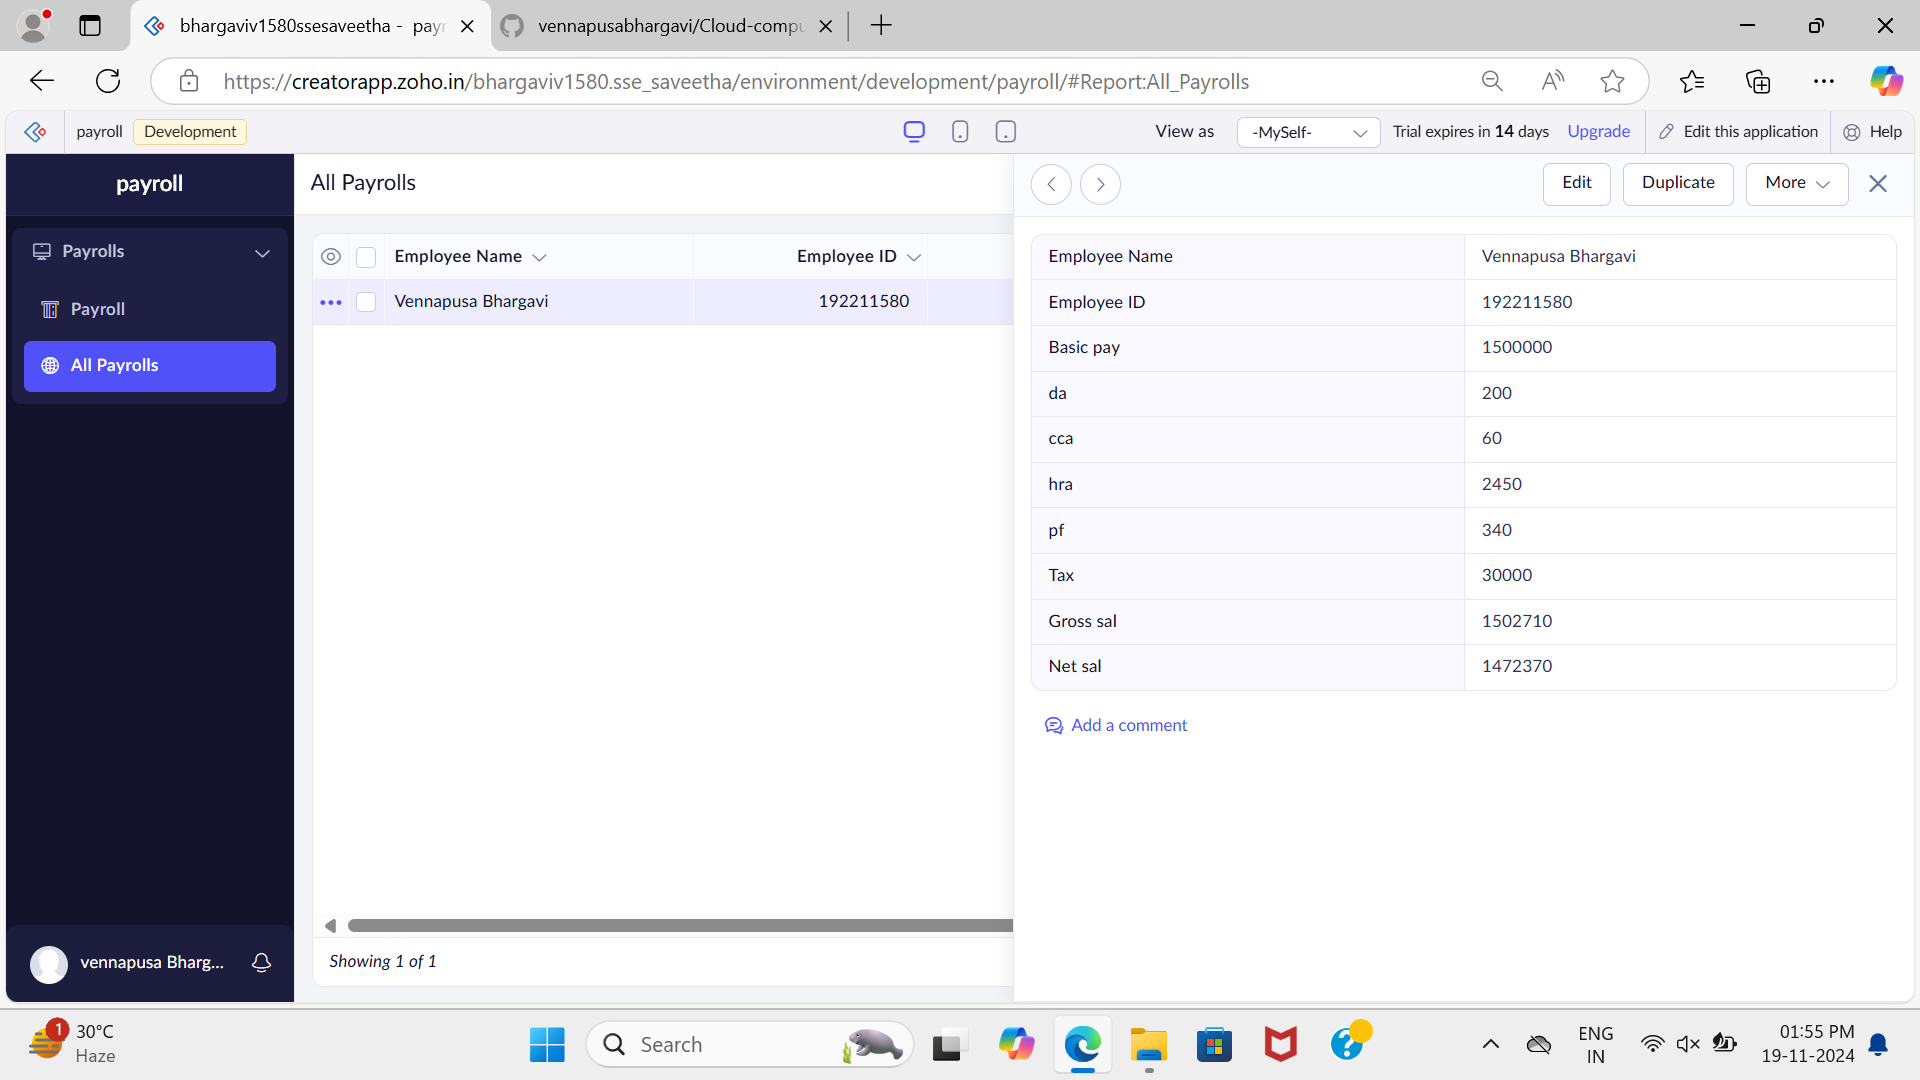 bhargaviv1580ssesaveetha - payr
vennapusabhargavi/Cloud-compu
https://creatorapp.zoho.in/bhargaviv1580.sse_saveetha/environment/development/payroll/#Report:All_Payrolls
payroll Development
View as -MySelf- Trial expires in 14 days Upgrade Edit this application Help
payroll
Payrolls
Payroll
All Payrolls
vennapusa Bharg...
All Payrolls
Employee Name Employee ID
Vennapusa Bhargavi 192211580
Showing 1 of 1
Edit Duplicate More
Employee Name Vennapusa Bhargavi
Employee ID 192211580
Basic pay 1500000
da 200
cca 60
hra 2450
pf 340
Tax 30000
Gross sal 1502710
Net sal 1472370
Add a comment
1
30°C
Haze
Search
ENG
IN
01:55 PM
19-11-2024